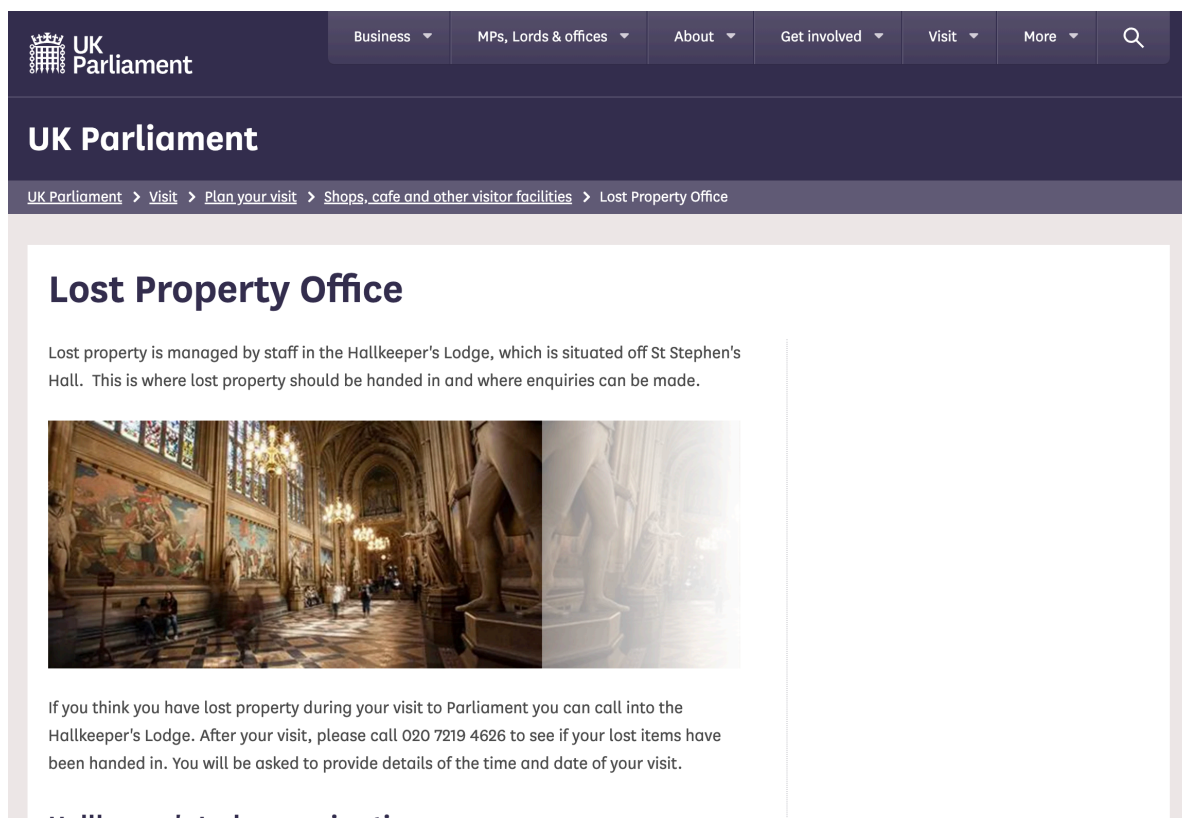 UK
Parliament
Business
MPs, Lords & offices
About
Get involved
Visit
More
UK Parliament
UK Parliament
Visit
Plan your visit
Shops, cafe and other visitor facilities
Lost Property Office
Lost Property Office
Lost property is managed by staff in the Hallkeeper's Lodge, which is situated off St Stephen's
Hall. This is where lost property should be handed in and where enquiries can be made.
If you think you have lost property during your visit to Parliament you can call into the
Hallkeeper's Lodge. After your visit, please call 020 7219 4626 to see if your lost items have
been handed in. You will be asked to provide details of the time and date of your visit.